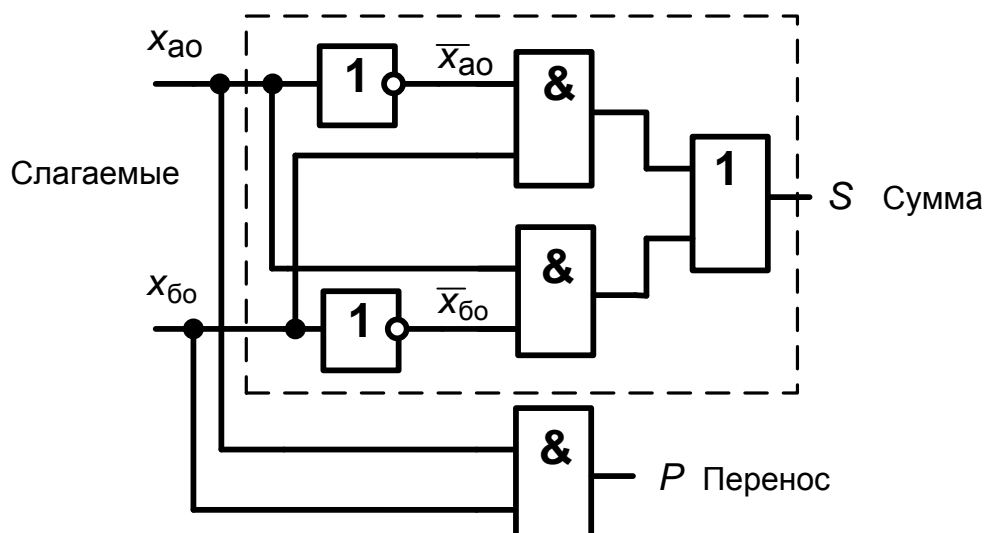 x̅ао
xао
1
&
Слагаемые
1
S Сумма
&
xбо
x̅бо
1
&
P Перенос